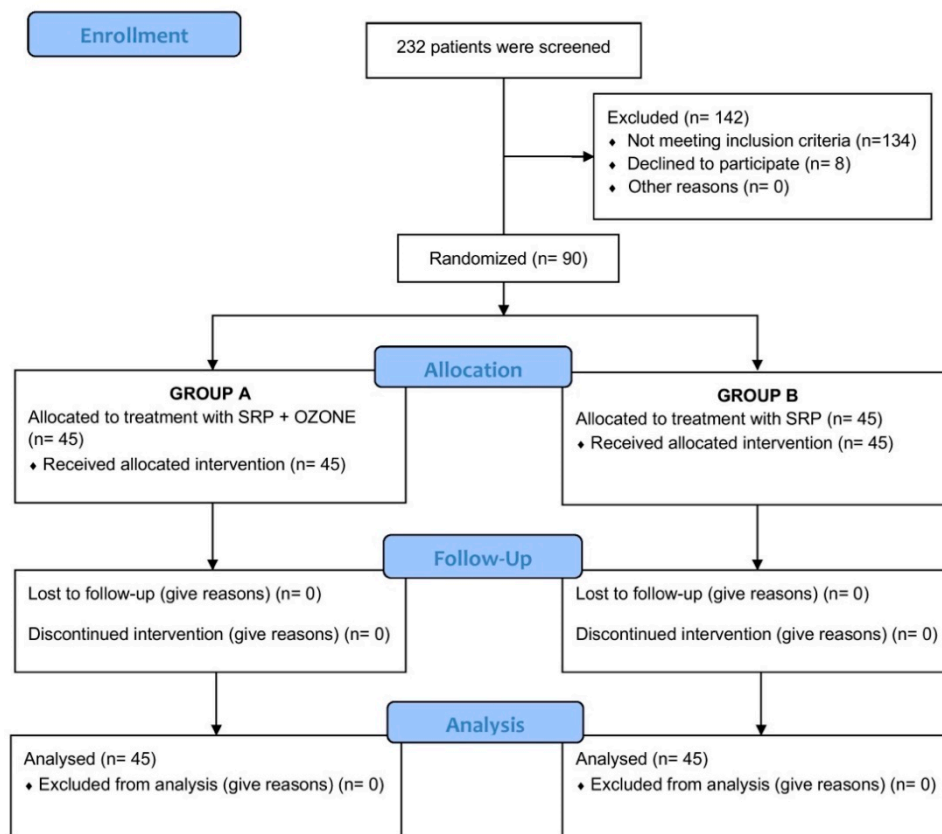 Enrollment
232 patients were screened
Excluded (n= 142)
♦ Not meeting inclusion criteria (n=134)
♦ Declined to participate (n= 8)
♦ Other reasons (n= 0)
Randomized (n= 90)
Allocation
GROUP A
Allocated to treatment with SRP + OZONE
(n= 45)
♦ Received allocated intervention (n= 45)
GROUP B
Allocated to treatment with SRP (n= 45)
♦ Received allocated intervention (n= 45)
Follow-Up
Lost to follow-up (give reasons) (n= 0)
Discontinued intervention (give reasons) (n= 0)
Lost to follow-up (give reasons) (n= 0)
Discontinued intervention (give reasons) (n= 0)
Analysis
Analysed (n= 45)
♦ Excluded from analysis (give reasons) (n= 0)
Analysed (n= 45)
♦ Excluded from analysis (give reasons) (n= 0)